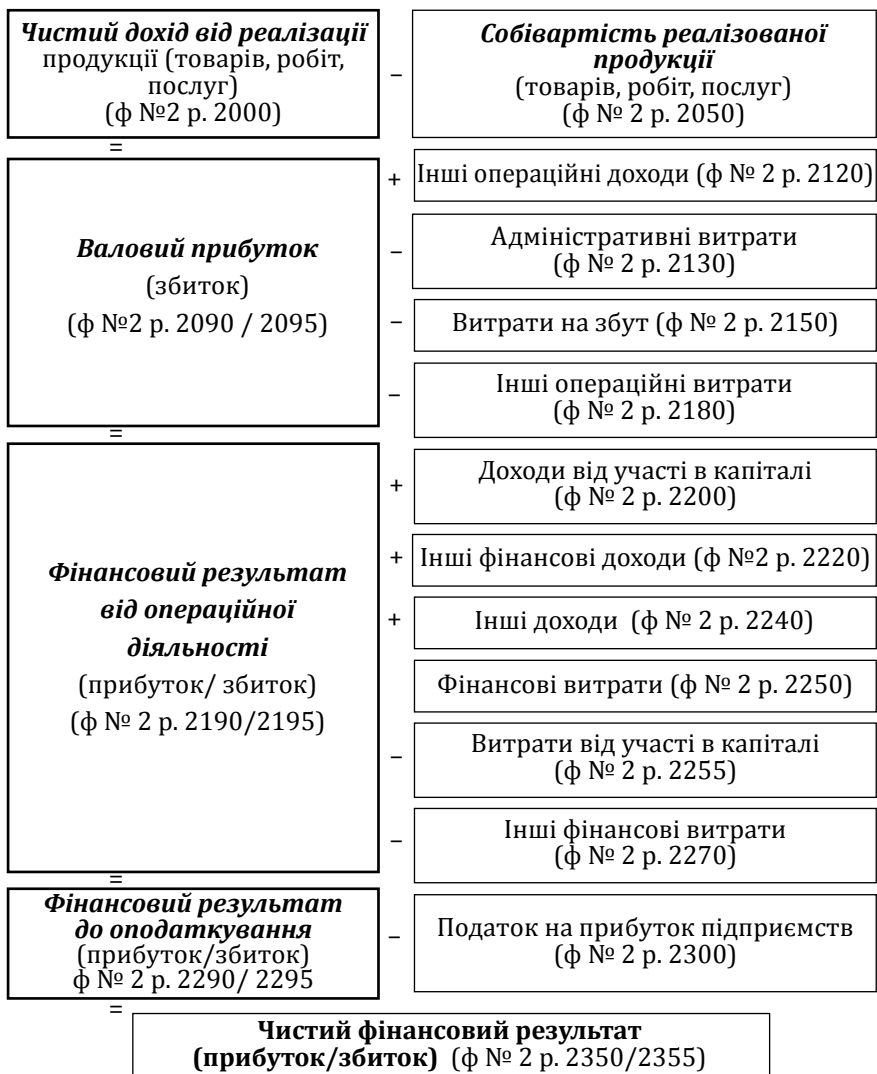 Чистий дохід від реалізації
продукції (товарів, робіт,
послуг)
(ф №2 р. 2000)
–
Собівартість реалізованої
продукції
(товарів, робіт, послуг)
(ф № 2 р. 2050)
=
Валовий прибуток
(збиток)
(ф №2 р. 2090 / 2095)
+
Інші операційні доходи (ф № 2 р. 2120)
–
Адміністративні витрати
(ф № 2 р. 2130)
–
Витрати на збут (ф № 2 р. 2150)
–
Інші операційні витрати
(ф № 2 р. 2180)
=
Фінансовий результат
від операційної
діяльності
(прибуток/ збиток)
(ф № 2 р. 2190/2195)
+
Доходи від участі в капіталі
(ф № 2 р. 2200)
+
Інші фінансові доходи (ф №2 р. 2220)
+
Інші доходи (ф № 2 р. 2240)
Фінансові витрати (ф № 2 р. 2250)
–
Витрати від участі в капіталі
(ф № 2 р. 2255)
–
Інші фінансові витрати
(ф № 2 р. 2270)
=
Фінансовий результат
до оподаткування
(прибуток/збиток)
ф № 2 р. 2290/ 2295
–
Податок на прибуток підприємств
(ф № 2 р. 2300)
=
Чистий фінансовий результат
(прибуток/збиток) (ф № 2 р. 2350/2355)